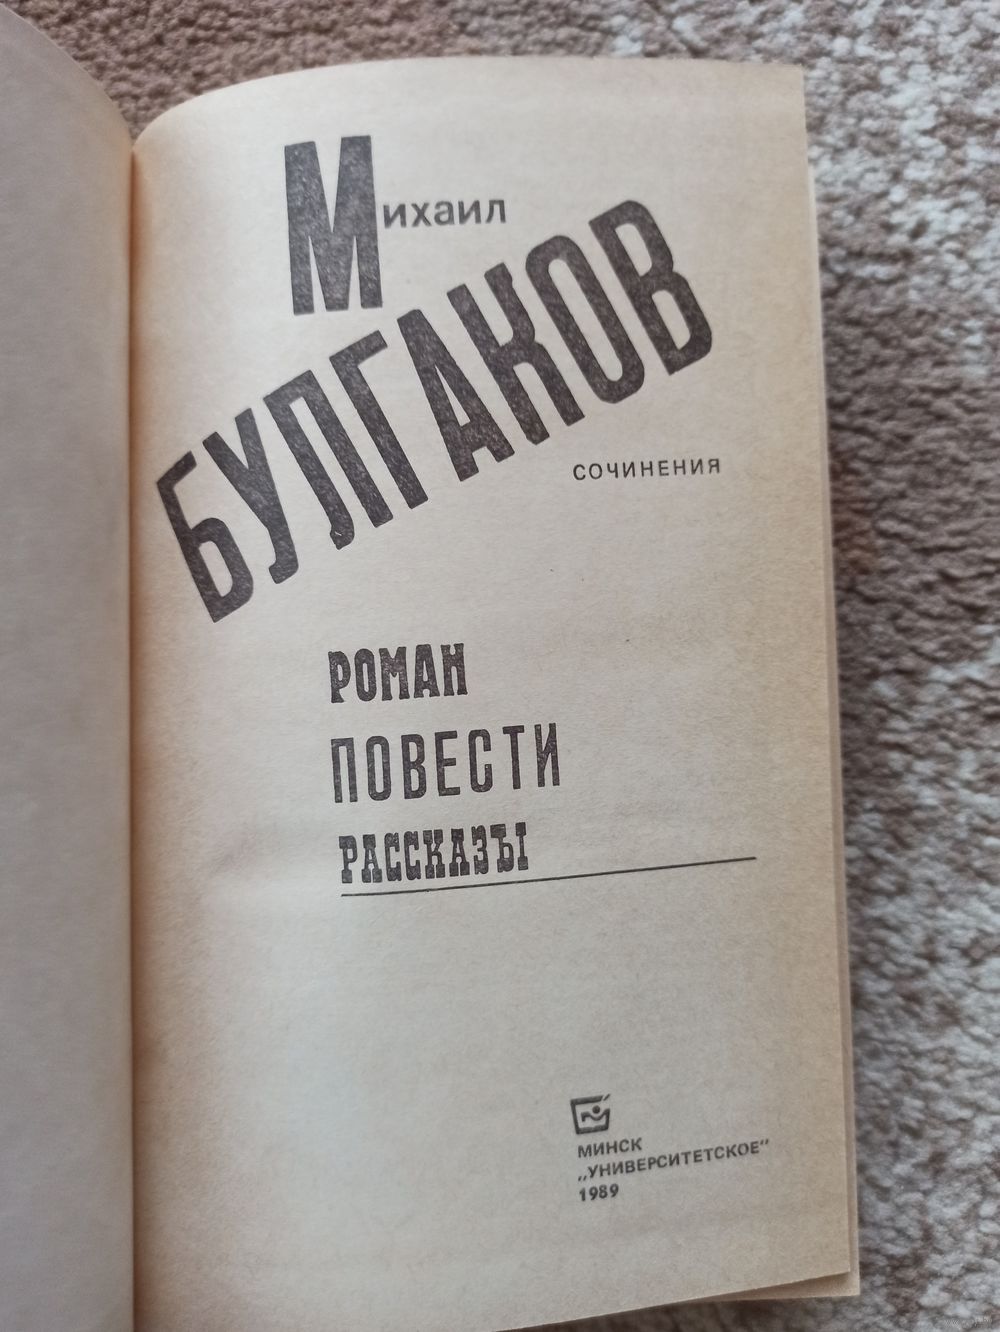 Михаил
БУЛГАКОВ
СОЧИНЕНИЯ
РОМАН
ПОВЕСТИ
РАССКАЗЫ
МИНСК
„УНИВЕРСИТЕТСКОЕ"
1989